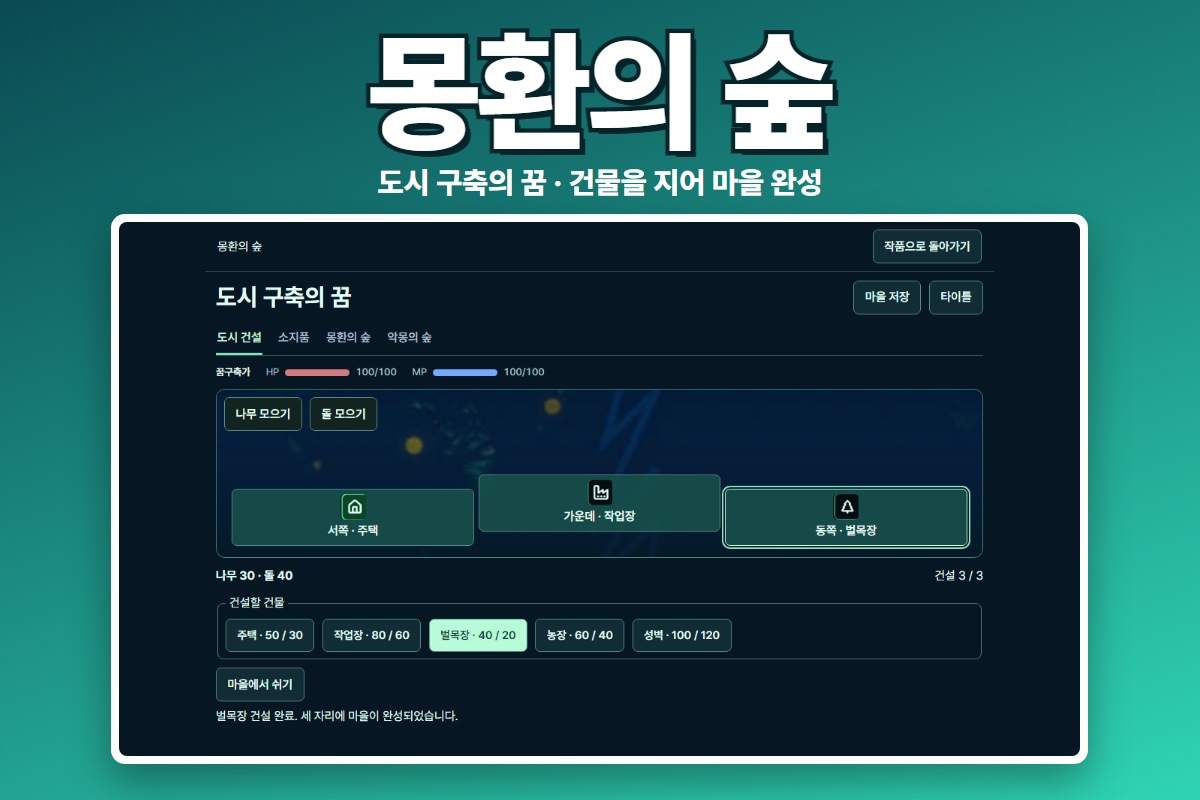 몽환의 숲
도시 구축의 꿈 · 건물을 지어 마을 완성
몽환의 숲
작품으로 돌아가기
도시 구축의 꿈
마을 저장
타이틀
도시 건설 소지품 몽환의 숲 악몽의 숲
꿈구축가 HP 100/100 MP 100/100
나무 모으기 돌 모으기
서쪽 · 주택
가운데 · 작업장
동쪽 · 벌목장
나무 30 · 돌 40
건설 3 / 3
건설할 건물
주택 · 50 / 30 작업장 · 80 / 60 벌목장 · 40 / 20 농장 · 60 / 40 성벽 · 100 / 120
마을에서 쉬기
벌목장 건설 완료. 세 자리에 마을이 완성되었습니다.